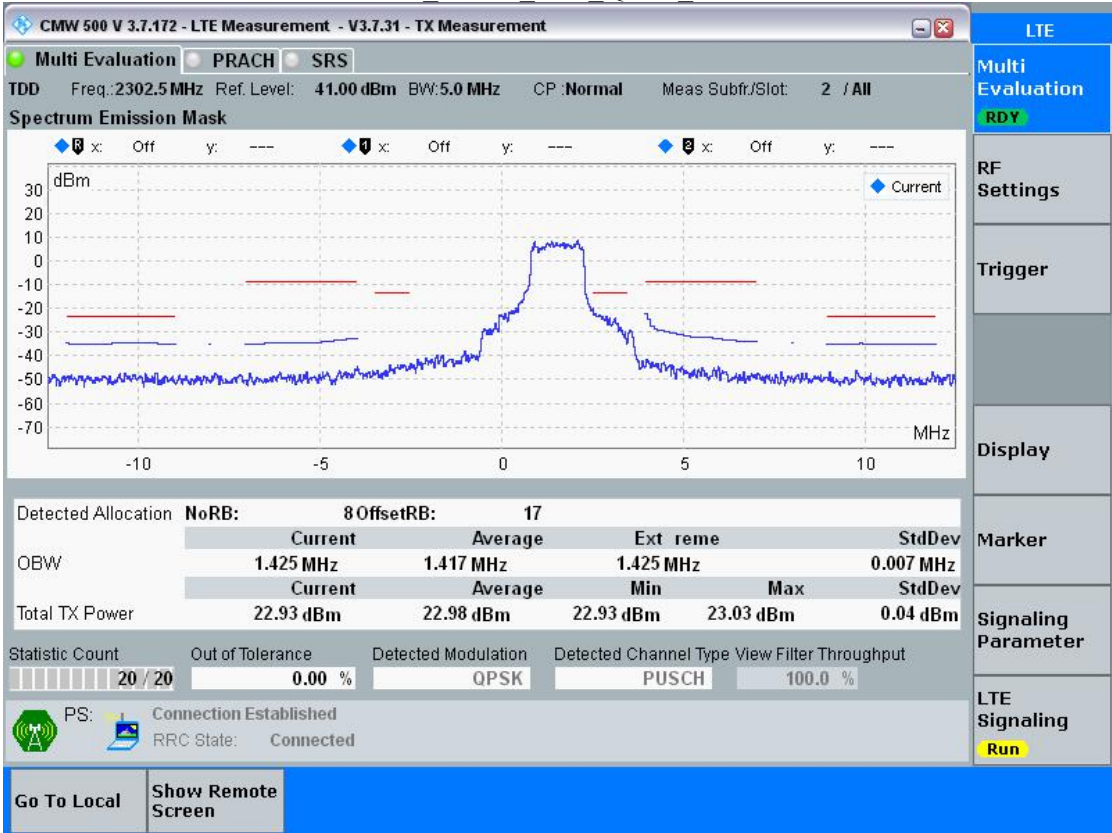 CMW 500 V 3.7.172 - LTE Measurement - V3.7.31 - TX Measurement
LTE
Multi Evaluation PRACH SRS
TDD Freq.:2302.5 MHz Ref. Level: 41.00 dBm BW:5.0 MHz CP :Normal Meas Subfr./Slot: 2 / All
Spectrum Emission Mask
R x: Off y: --- 1 x: Off y: --- 2 x: Off y: ---
dBm
Current
30
20
10
0
-10
-20
-30
-40
-50
-60
-70
MHz
-10 -5 0 5 10
Detected Allocation NoRB: 8 OffsetRB: 17
Current Average Ext reme StdDev
OBW 1.425 MHz 1.417 MHz 1.425 MHz 0.007 MHz
Current Average Min Max StdDev
Total TX Power 22.93 dBm 22.98 dBm 22.93 dBm 23.03 dBm 0.04 dBm
Statistic Count Out of Tolerance Detected Modulation Detected Channel Type View Filter Throughput
20 / 20 0.00 % QPSK PUSCH 100.0 %
PS: Connection Established
RRC State: Connected
Multi
Evaluation
RDY
RF
Settings
Trigger
Display
Marker
Signaling
Parameter
LTE
Signaling
Run
Go To Local
Show Remote
Screen